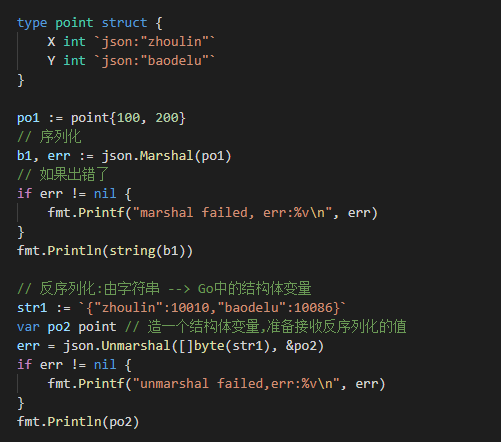 type point struct {
    X int `json:"zhoulin"`
    Y int `json:"baodelu"`
}
po1 := point{100, 200}
// 序列化
b1, err := json.Marshal(po1)
// 如果出错了
if err != nil {
    fmt.Printf("marshal failed, err:%v\n", err)
}
fmt.Println(string(b1))
// 反序列化:由字符串 --> Go中的结构体变量
str1 := `{"zhoulin":10010,"baodelu":10086}`
var po2 point // 造一个结构体变量,准备接收反序列化的值
err = json.Unmarshal([]byte(str1), &po2)
if err != nil {
    fmt.Printf("unmarshal failed,err:%v\n", err)
}
fmt.Println(po2)